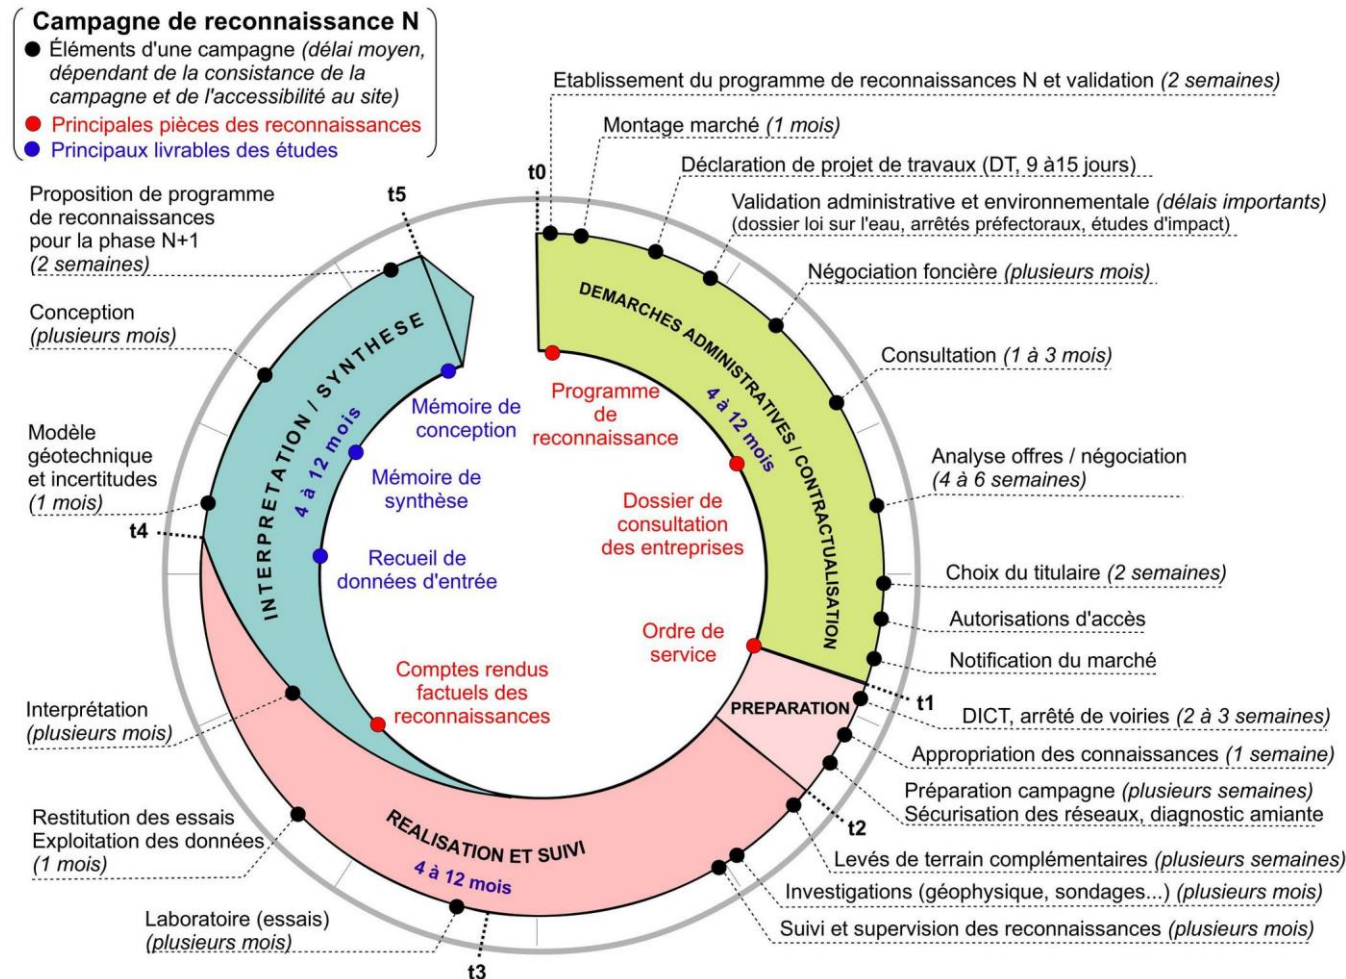 Campagne de reconnaissance N
Éléments d'une campagne (délai moyen,
dépendant de la consistance de la
campagne et de l'accessibilité au site)
Principales pièces des reconnaissances
Principaux livrables des études
t0
Etablissement du programme de reconnaissances N et validation (2 semaines)
Montage marché (1 mois)
Déclaration de projet de travaux (DT, 9 à15 jours)
Validation administrative et environnementale (délais importants)
(dossier loi sur l'eau, arrêtés préfectoraux, études d'impact)
Négociation foncière (plusieurs mois)
Consultation (1 à 3 mois)
Analyse offres / négociation
(4 à 6 semaines)
Choix du titulaire (2 semaines)
Autorisations d'accès
Notification du marché
t1
DICT, arrêté de voiries (2 à 3 semaines)
Appropriation des connaissances (1 semaine)
Préparation campagne (plusieurs semaines)
Sécurisation des réseaux, diagnostic amiante
t2
Levés de terrain complémentaires (plusieurs semaines)
Investigations (géophysique, sondages...) (plusieurs mois)
Suivi et supervision des reconnaissances (plusieurs mois)
t3
Laboratoire (essais)
(plusieurs mois)
Restitution des essais
Exploitation des données
(1 mois)
Interprétation
(plusieurs mois)
t4
Modèle
géotechnique
et incertitudes
(1 mois)
Conception
(plusieurs mois)
Proposition de programme
de reconnaissances
pour la phase N+1
(2 semaines)
t5
DEMARCHES ADMINISTRATIVES / CONTRACTUALISATION
4 à 12 mois
PREPARATION
REALISATION ET SUIVI
4 à 12 mois
INTERPRETATION / SYNTHESE
4 à 12 mois
Programme
de
reconnaissance
Dossier de
consultation
des entreprises
Ordre de
service
Comptes rendus
factuels des
reconnaissances
Recueil de
données d'entrée
Mémoire de
synthèse
Mémoire de
conception